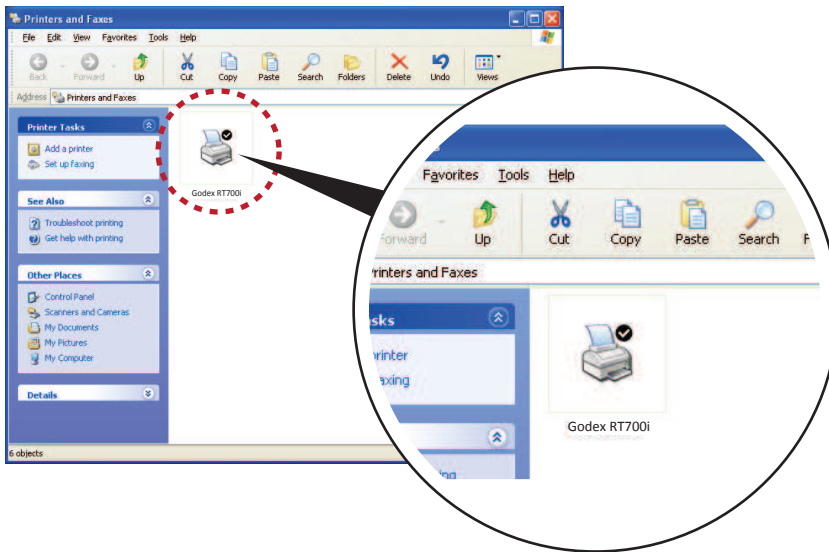 Printers and Faxes
File Edit View Favorites Tools Help
Back Forward Up Cut Copy Paste Search Folders Delete Undo Views
Address Printers and Faxes
Printer Tasks
Add a printer
Set up faxing
See Also
Troubleshoot printing
Get help with printing
Other Places
Control Panel
Scanners and Cameras
My Documents
My Pictures
My Computer
Details
Godex RT700i
6 objects
Favorites Tools Help
Forward Up Cut Copy Paste Search F
Printers and Faxes
sks
rinter
axing
ing
Godex RT700i